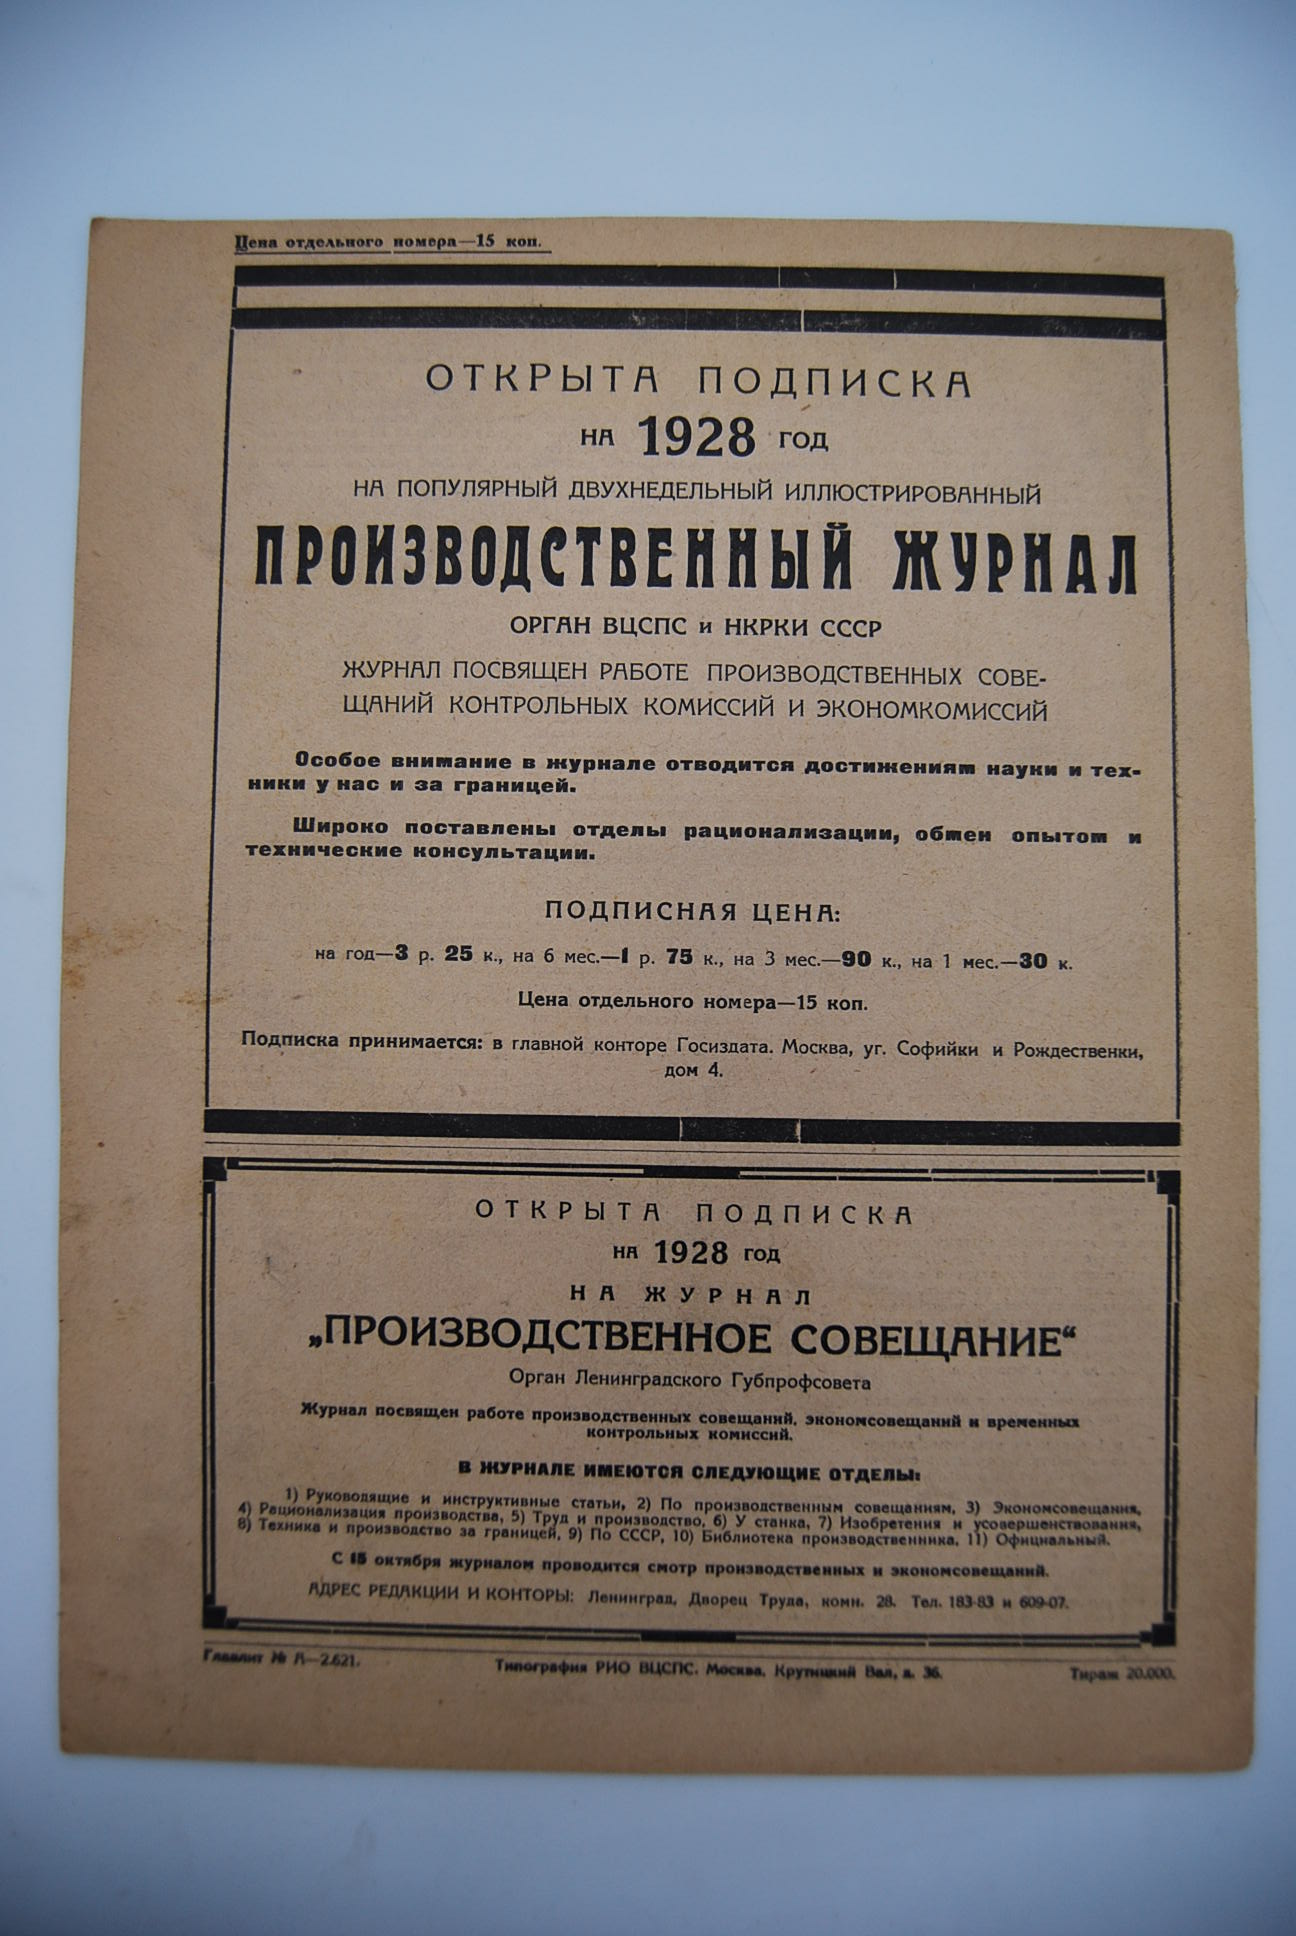 Цена отдельного номера—15 коп.
ОТКРЫТА ПОДПИСКА
НА 1928 ГОД
НА ПОПУЛЯРНЫЙ ДВУХНЕДЕЛЬНЫЙ ИЛЛЮСТРИРОВАННЫЙ
ПРОИЗВОДСТВЕННЫЙ ЖУРНАЛ
ОРГАН ВЦСПС и НКРКИ СССР
ЖУРНАЛ ПОСВЯЩЕН РАБОТЕ ПРОИЗВОДСТВЕННЫХ СОВЕ-
ЩАНИЙ КОНТРОЛЬНЫХ КОМИССИЙ И ЭКОНОМКОМИССИЙ
Особое внимание в журнале отводится достижениям науки и тех-
ники у нас и за границей.
Широко поставлены отделы рационализации, обмен опытом и
технические консультации.
ПОДПИСНАЯ ЦЕНА:
на год—3 р. 25 к., на 6 мес.—1 р. 75 к., на 3 мес.—90 к., на 1 мес.—30 к.
Цена отдельного номера—15 коп.
Подписка принимается: в главной конторе Госиздата. Москва, уг. Софийки и Рождественки,
дом 4.
ОТКРЫТА ПОДПИСКА
НА 1928 ГОД
НА ЖУРНАЛ
„ПРОИЗВОДСТВЕННОЕ СОВЕЩАНИЕ“
Орган Ленинградского Губпрофсовета
Журнал посвящен работе производственных совещаний, экономсовещаний и временных
контрольных комиссий.
В ЖУРНАЛЕ ИМЕЮТСЯ СЛЕДУЮЩИЕ ОТДЕЛЫ:
1) Руководящие и инструктивные статьи, 2) По производственным совещаниям, 3) Экономсовещания,
4) Рационализация производства, 5) Труд и производство, 6) У станка, 7) Изобретения и усовершенствования,
8) Техника и производство за границей, 9) По СССР, 10) Библиотека производственника, 11) Официальный.
С 15 октября журналом проводится смотр производственных и экономсовещаний.
АДРЕС РЕДАКЦИИ И КОНТОРЫ: Ленинград, Дворец Труда, комн. 28. Тел. 183-83 и 609-07.
Главлит № А—2.621.
Типография РИО ВЦСПС. Москва, Крутицкий Вал, д. 36.
Тираж 20.000.